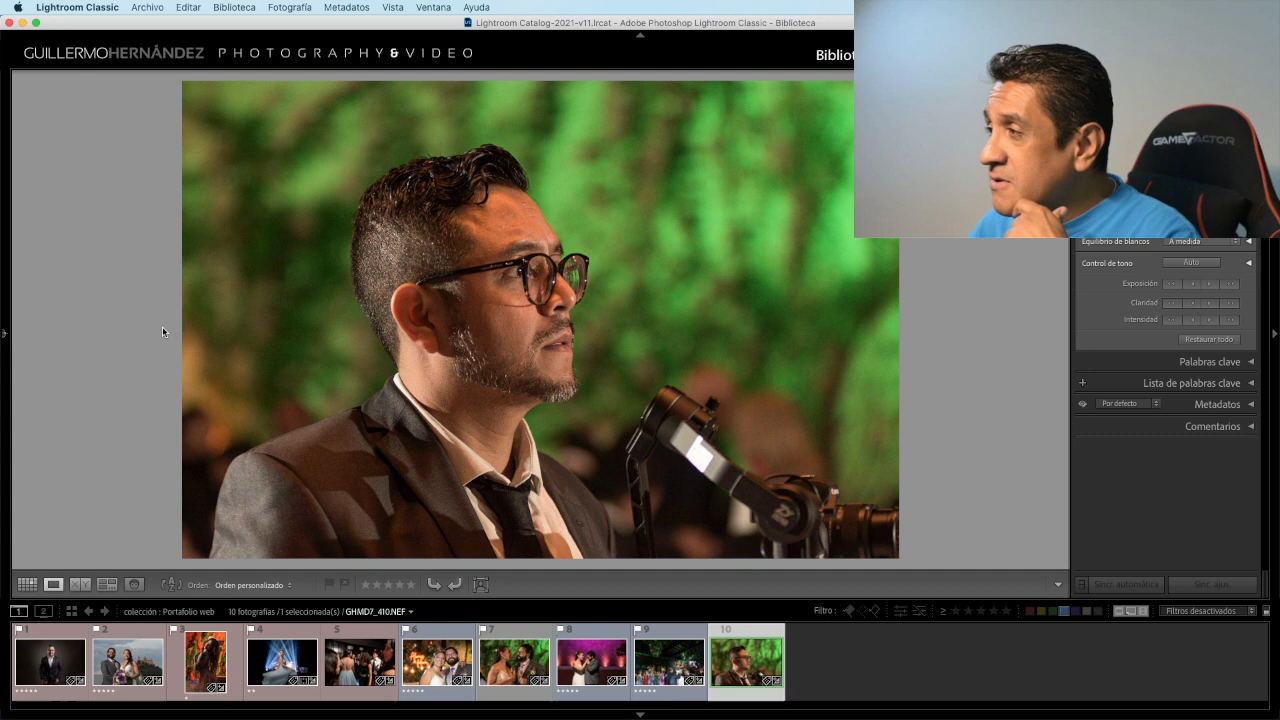 Lightroom Classic Archivo Editar Biblioteca Fotografía Metadatos Vista Ventana Ayuda
Lightroom Catalog-2021-v11.lrcat - Adobe Photoshop Lightroom Classic - Biblioteca
GUILLERMOHERNÁNDEZ PHOTOGRAPHY&VIDEO
Bibliot
GAMEFACTOR
Equilibrio de blancos A medida
Control de tono Auto
Exposición
Claridad
Intensidad
Restaurar todo
Palabras clave
Lista de palabras clave
Por defecto Metadatos
Comentarios
XY Orden: Orden personalizado
Sincr. automática Sinc. ajus.
1 2 colección : Portafolio web 10 fotografías /1 seleccionada(s) / GHMD7_410.NEF Filtro : Filtros desactivados
1 2 3 4 5 6 7 8 9 10